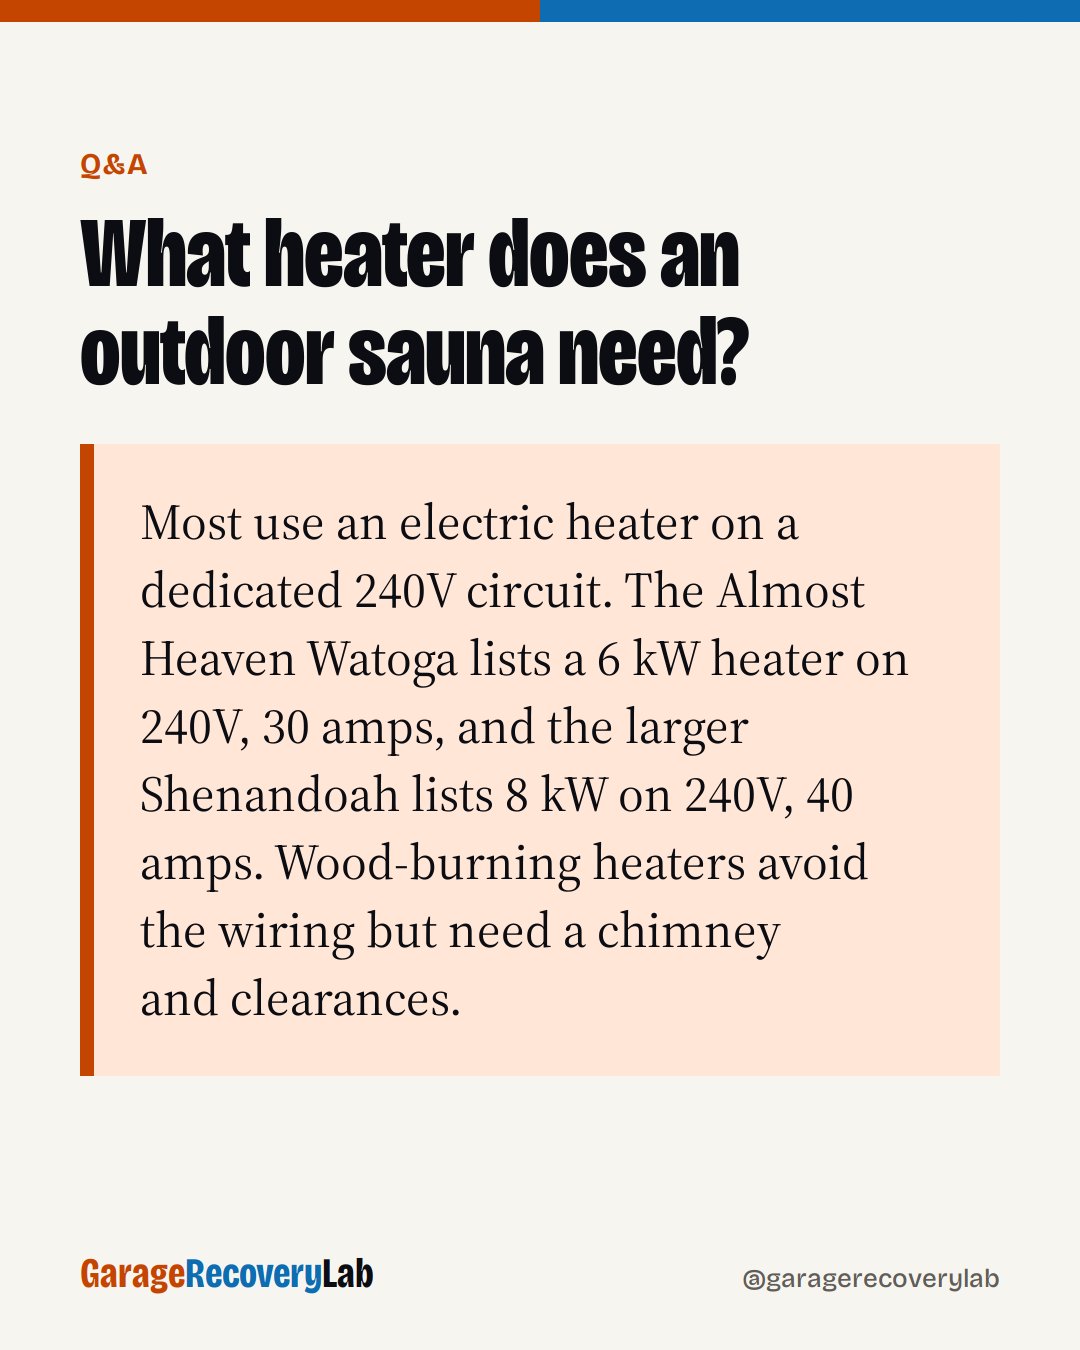 Q&A
What heater does an
outdoor sauna need?
Most use an electric heater on a
dedicated 240V circuit. The Almost
Heaven Watoga lists a 6 kW heater on
240V, 30 amps, and the larger
Shenandoah lists 8 kW on 240V, 40
amps. Wood-burning heaters avoid
the wiring but need a chimney
and clearances.
GarageRecoveryLab
@garagerecoverylab